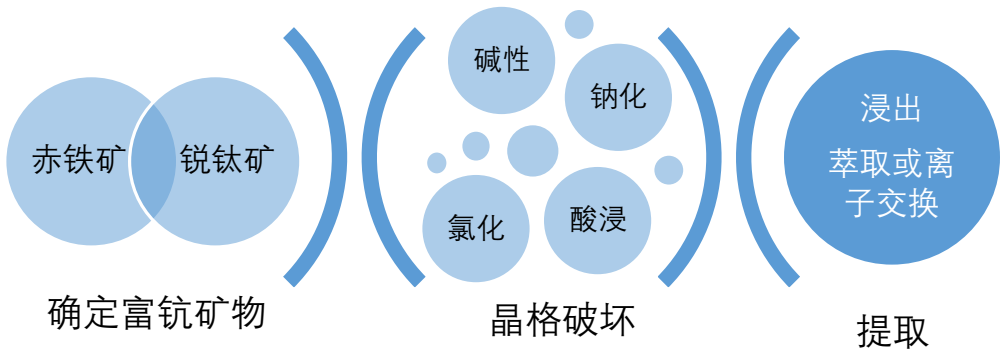 赤铁矿
锐钛矿
确定富钪矿物
碱性
钠化
氯化
酸浸
晶格破坏
浸出
萃取或离
子交换
提取